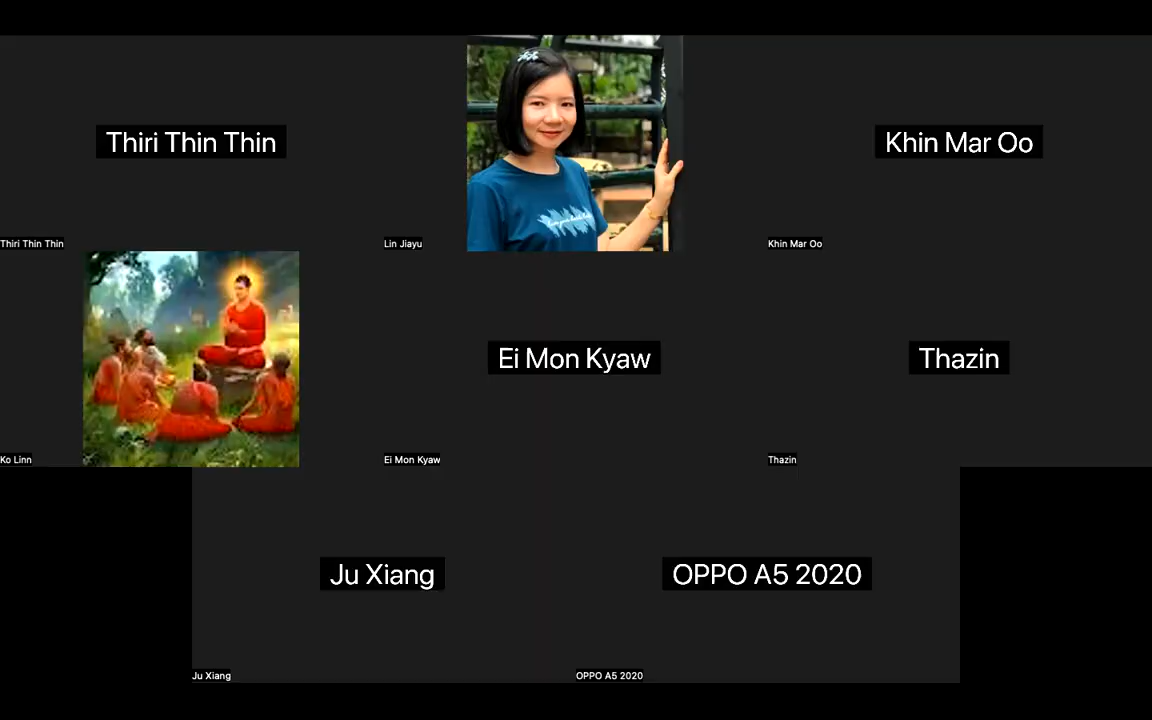 Thiri Thin Thin
Khin Mar Oo
Thiri Thin Thin
Lin Jiayu
Khin Mar Oo
Ei Mon Kyaw
Thazin
Ko Linn
Ei Mon Kyaw
Thazin
Ju Xiang
OPPO A5 2020
Ju Xiang
OPPO A5 2020